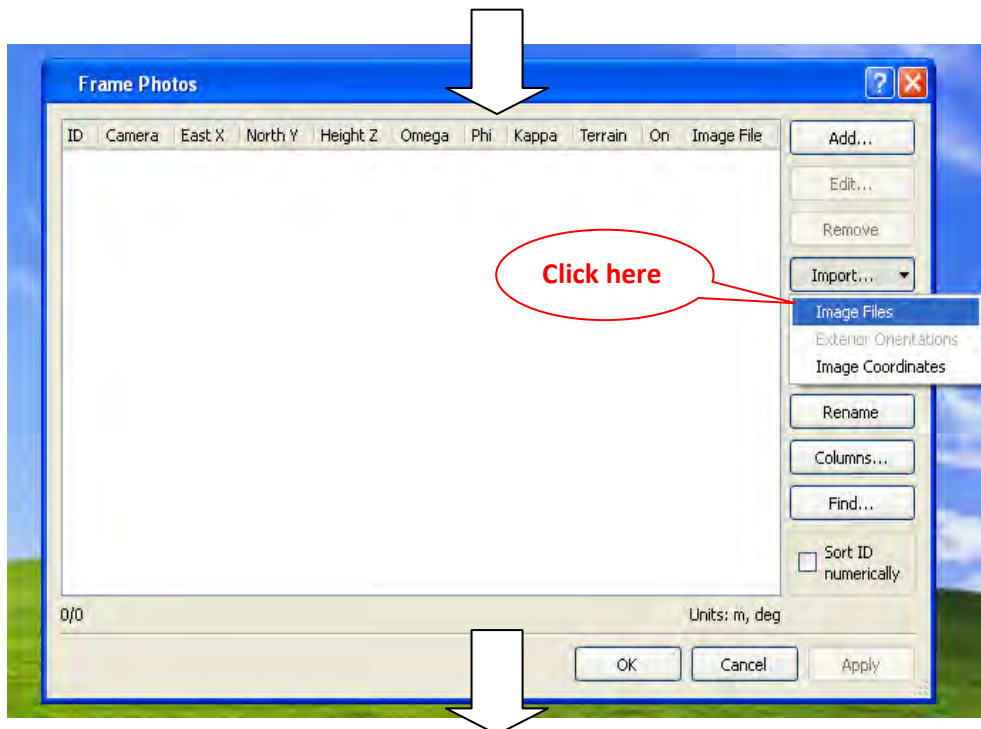 Frame Photos
ID Camera East X North Y Height Z Omega Phi Kappa Terrain On Image File
Add...
Edit...
Remove
Click here
Import...
Image Files
Exterior Orientations
Image Coordinates
Rename
Columns...
Find...
Sort ID
numerically
0/0 Units: m, deg
OK Cancel Apply